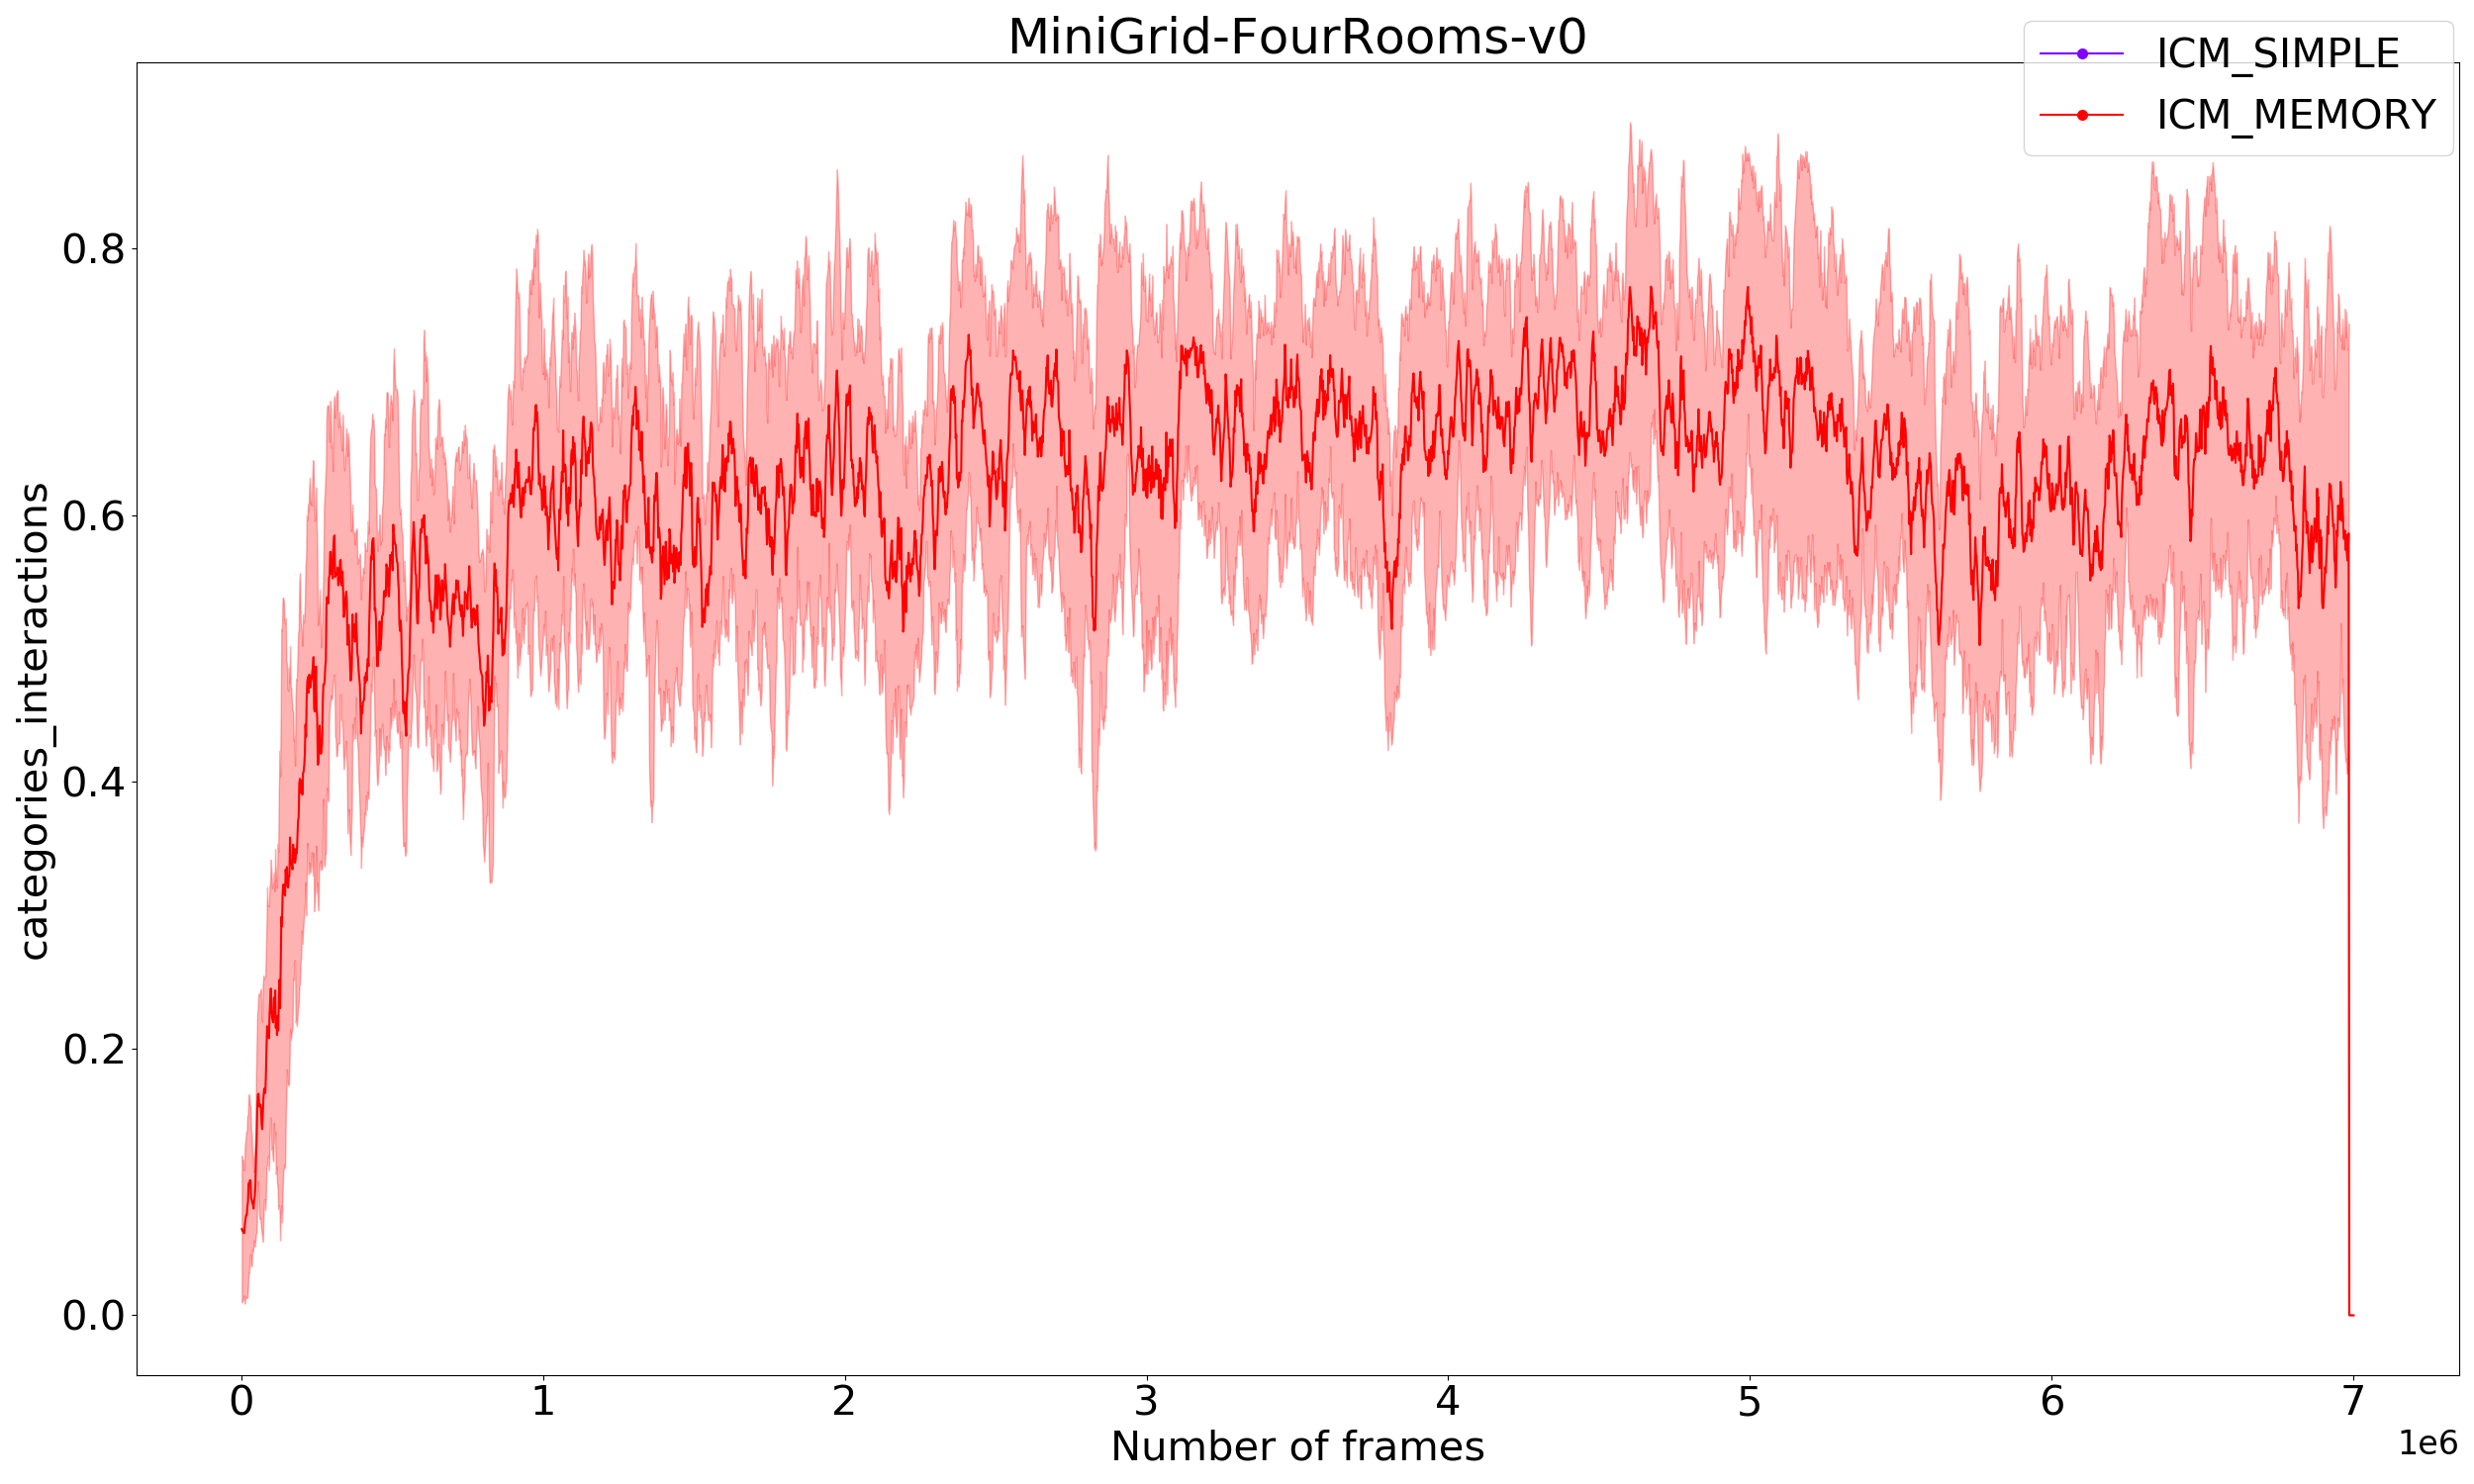 MiniGrid-FourRooms-v0
ICM_SIMPLE
ICM_MEMORY
categories_interactions
0.8
0.6
0.4
0.2
0.0
0 1 2 3 4 5 6 7
Number of frames
1e6